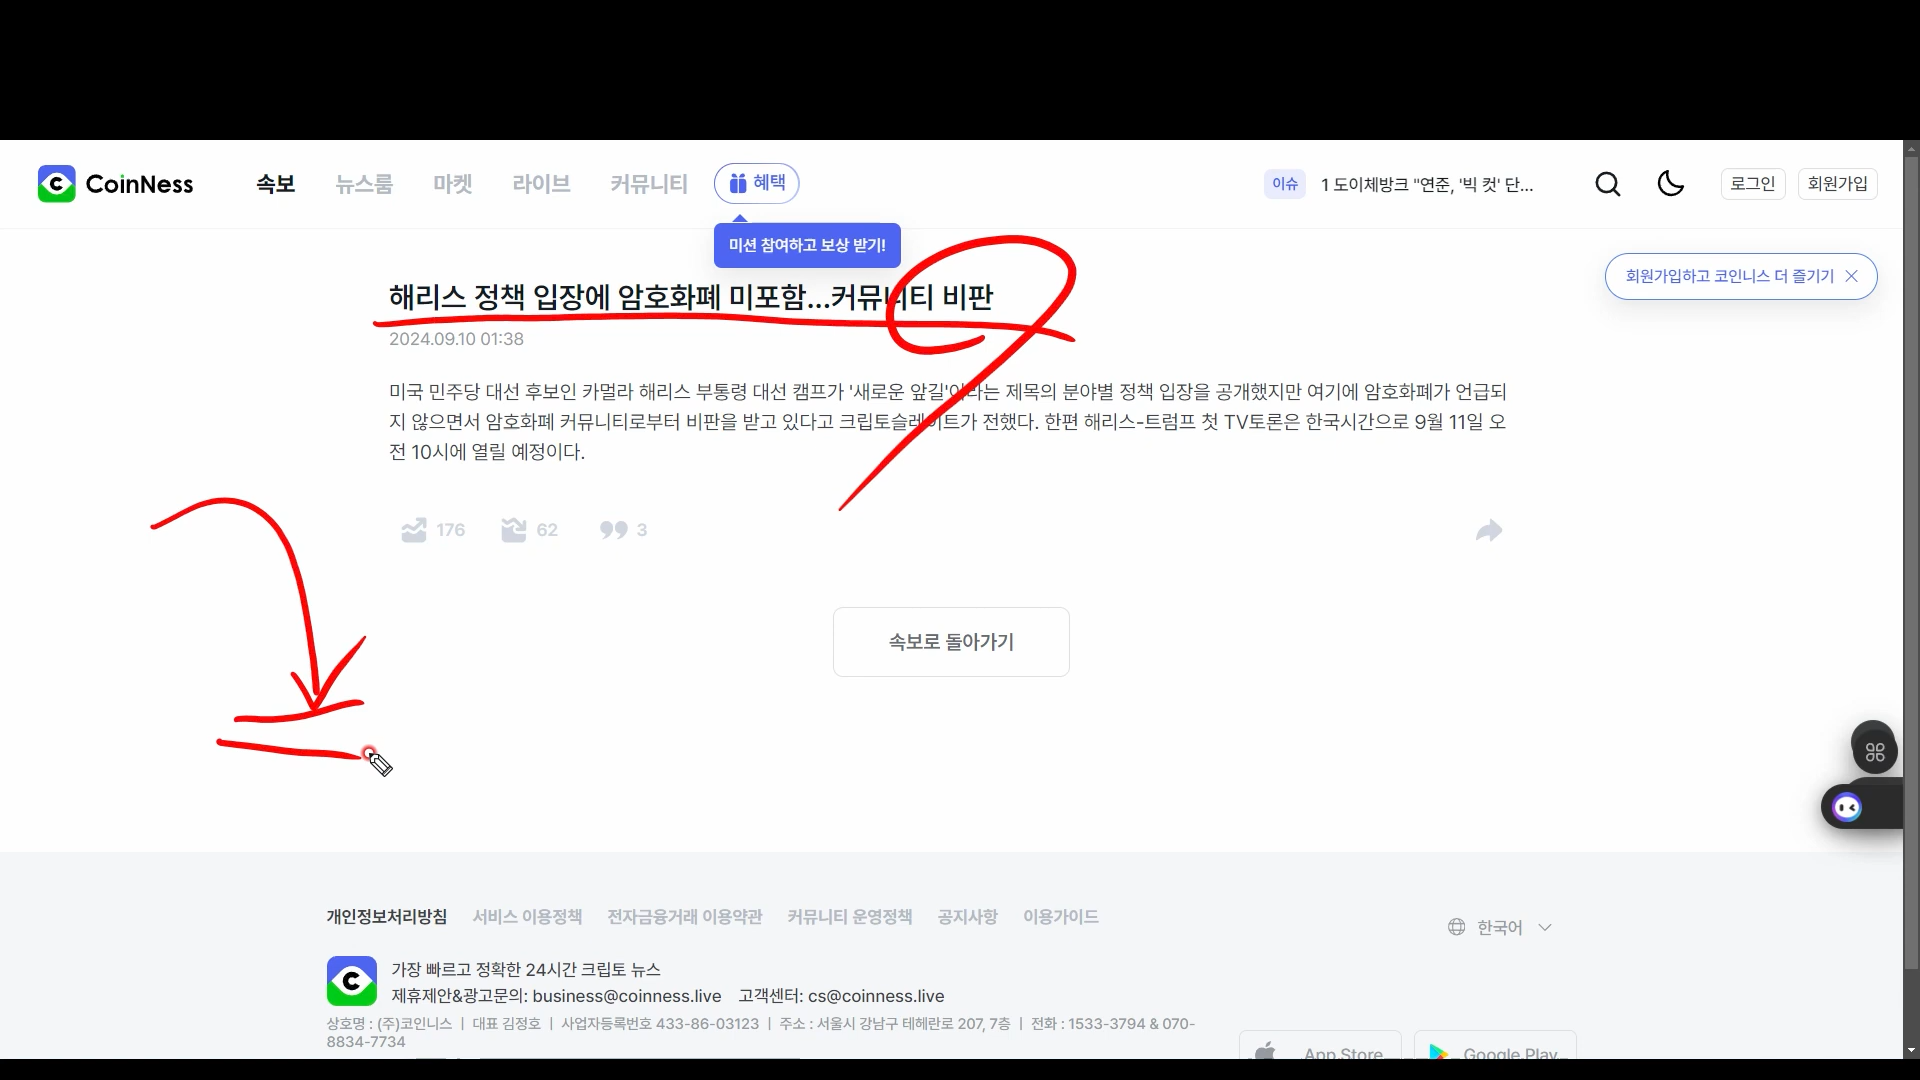 CoinNess 속보 뉴스룸 마켓 라이브 커뮤니티 혜택 이슈 1 도이체방크 "연준, '빅 컷' 단... 로그인 회원가입
미션 참여하고 보상 받기!
회원가입하고 코인니스 더 즐기기
해리스 정책 입장에 암호화폐 미포함...커뮤니티 비판
2024.09.10 01:38
미국 민주당 대선 후보인 카멀라 해리스 부통령 대선 캠프가 '새로운 앞길'이라는 제목의 분야별 정책 입장을 공개했지만 여기에 암호화폐가 언급되
지 않으면서 암호화폐 커뮤니티로부터 비판을 받고 있다고 크립토슬레이트가 전했다. 한편 해리스-트럼프 첫 TV토론은 한국시간으로 9월 11일 오
전 10시에 열릴 예정이다.
176 62 3
속보로 돌아가기
개인정보처리방침 서비스 이용정책 전자금융거래 이용약관 커뮤니티 운영정책 공지사항 이용가이드
한국어
가장 빠르고 정확한 24시간 크립토 뉴스
제휴제안&광고문의: business@coinness.live 고객센터: cs@coinness.live
상호명 : (주)코인니스 | 대표 김정호 | 사업자등록번호 433-86-03123 | 주소 : 서울시 강남구 테헤란로 207, 7층 | 전화 : 1533-3794 & 070-
8834-7734
App Store Google Play